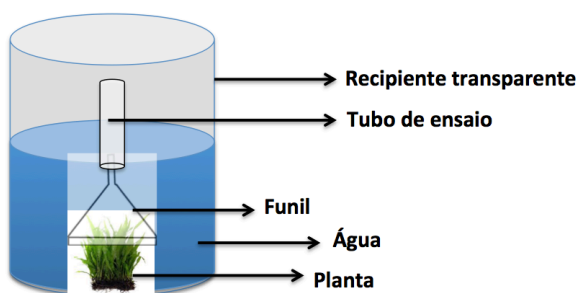 Recipiente transparente
Tubo de ensaio
Funil
Água
Planta